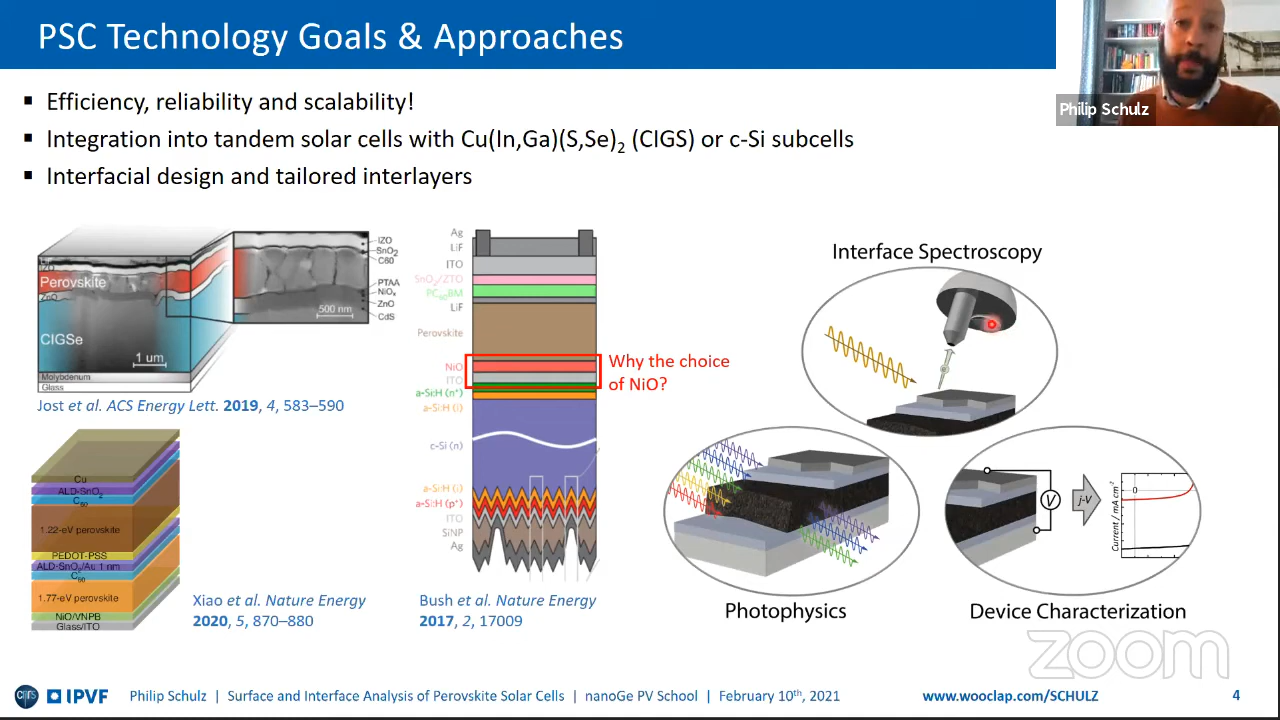 PSC Technology Goals & Approaches
Philip Schulz
▪ Efficiency, reliability and scalability!
▪ Integration into tandem solar cells with Cu(In,Ga)(S,Se)₂ (CIGS) or c-Si subcells
▪ Interfacial design and tailored interlayers
IZO
SnO₂
C60
PTAA
NiOₓ
ZnO
CdS
500 nm
Perovskite
CIGSe
1 um
Molybdenum
Glass
Jost et al. ACS Energy Lett. 2019, 4, 583–590
Cu
ALD-SnO₂
C₆₀
1.22-eV perovskite
PEDOT-PSS
ALD-SnO₂/Au 1 nm
C₆₀
1.77-eV perovskite
NiO/VNPB
Glass/ITO
Xiao et al. Nature Energy
2020, 5, 870–880
Ag
LiF
ITO
SnO₂/ZTO
PC₆₀BM
LiF
Perovskite
NiO
ITO
a-Si:H (n⁺)
a-Si:H (i)
c-Si (n)
a-Si:H (i)
a-Si:H (p⁺)
ITO
SiNP
Ag
Why the choice
of NiO?
Bush et al. Nature Energy
2017, 2, 17009
Interface Spectroscopy
Photophysics
V
j-V
Current / mA cm⁻²
0
Device Characterization
zoom
cnrs
IPVF
Philip Schulz | Surface and Interface Analysis of Perovskite Solar Cells | nanoGe PV School | February 10th, 2021
www.wooclap.com/SCHULZ
4